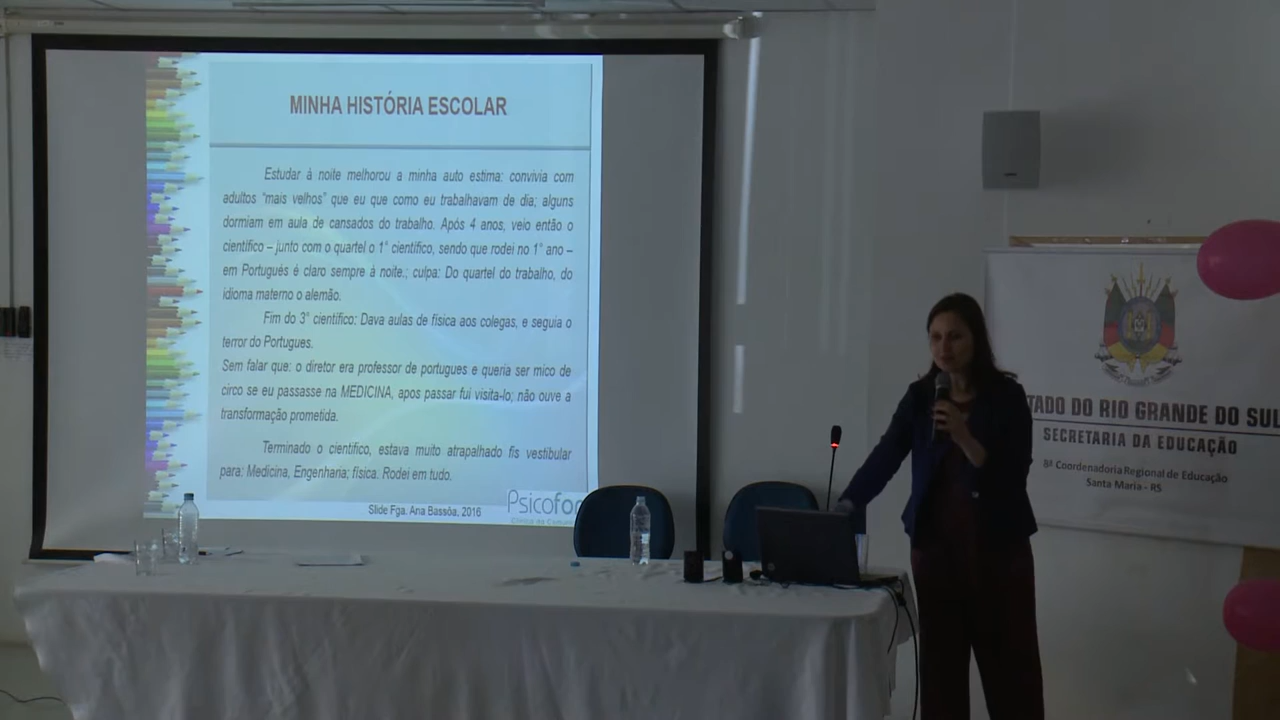 MINHA HISTÓRIA ESCOLAR
Estudar à noite melhorou a minha auto estima: convivia com
adultos "mais velhos" que eu que como eu trabalhavam de dia; alguns
dormiam em aula de cansados do trabalho. Após 4 anos, veio então o
científico – junto com o quartel o 1° científico, sendo que rodei no 1° ano –
em Portugués é claro sempre à noite.; culpa: Do quartel do trabalho, do
idioma materno o alemão.
Fim do 3° científico: Dava aulas de física aos colegas, e seguia o
terror do Portugues.
Sem falar que: o diretor era professor de portugues e queria ser mico de
circo se eu passasse na MEDICINA, apos passar fui visita-lo; não ouve a
transformação prometida.
Terminado o científico, estava muito atrapalhado fis vestibular
para: Medicina, Engenharia; física. Rodei em tudo.
Slide Fga. Ana Bassôa, 2016
TADO DO RIO GRANDE DO SUL
SECRETARIA DA EDUCAÇÃO
8ª Coordenadoria Regional de Educação
Santa Maria - RS